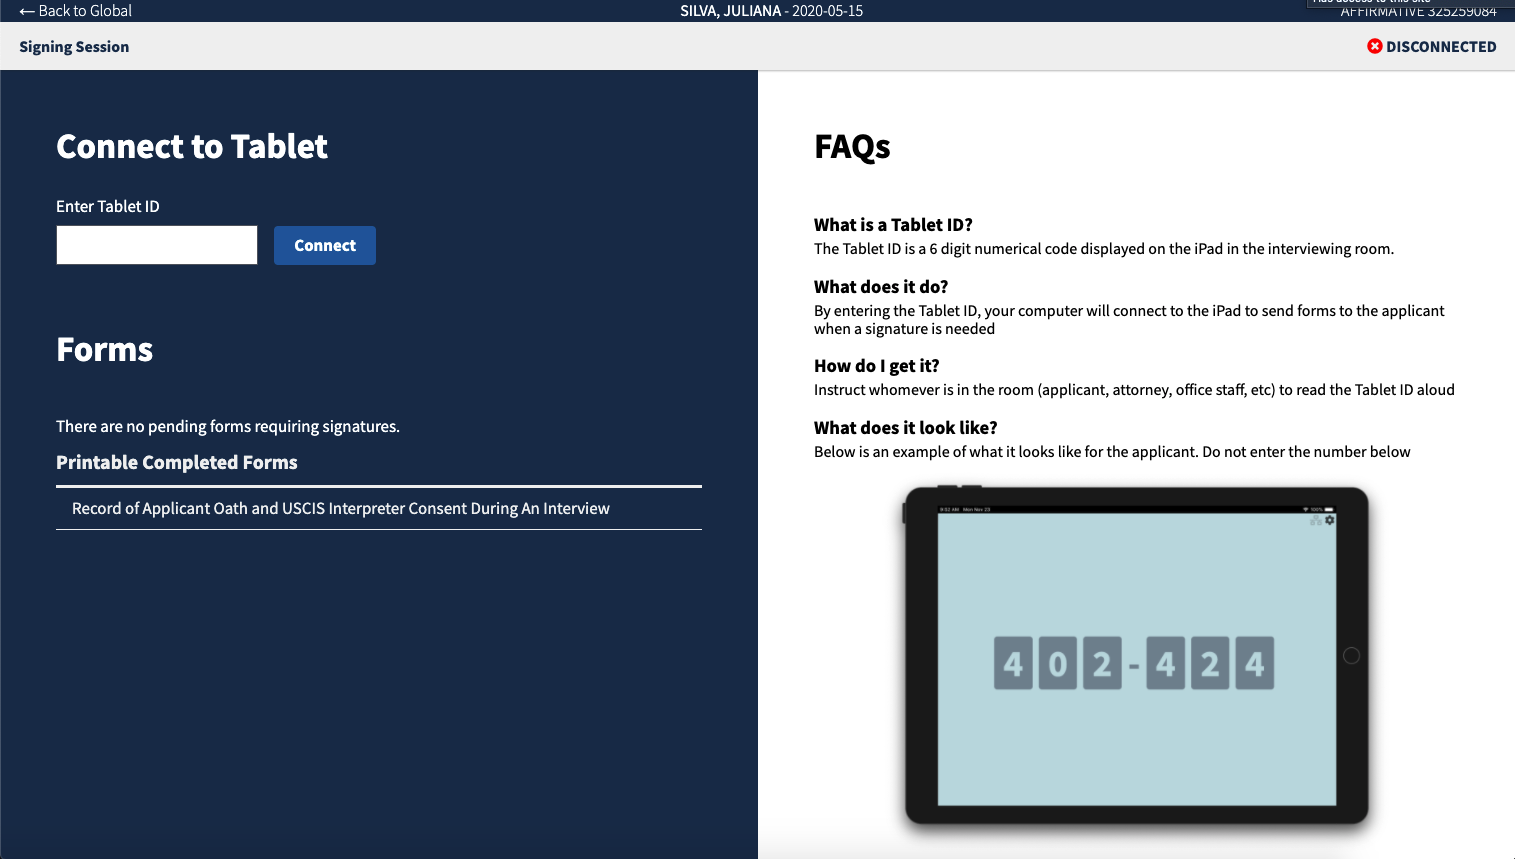 ← Back to Global
SILVA, JULIANA - 2020-05-15
AFFIRMATIVE 325259084
Signing Session
DISCONNECTED
Connect to Tablet
Enter Tablet ID
Connect
Forms
There are no pending forms requiring signatures.
Printable Completed Forms
Record of Applicant Oath and USCIS Interpreter Consent During An Interview
FAQs
What is a Tablet ID?
The Tablet ID is a 6 digit numerical code displayed on the iPad in the interviewing room.
What does it do?
By entering the Tablet ID, your computer will connect to the iPad to send forms to the applicant
when a signature is needed
How do I get it?
Instruct whomever is in the room (applicant, attorney, office staff, etc) to read the Tablet ID aloud
What does it look like?
Below is an example of what it looks like for the applicant. Do not enter the number below
9:02 AM Mon Nov 23
100%
402-424